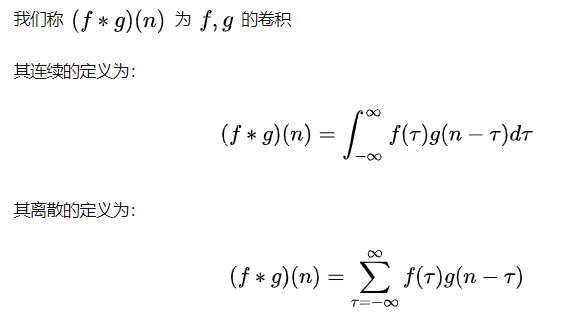 我们称 (f ∗ g)(n) 为 f, g 的卷积
其连续的定义为：
(f ∗ g)(n) = ∫_{−∞}^{∞} f(τ)g(n − τ)dτ
其离散的定义为：
(f ∗ g)(n) = ∑_{τ=−∞}^{∞} f(τ)g(n − τ)